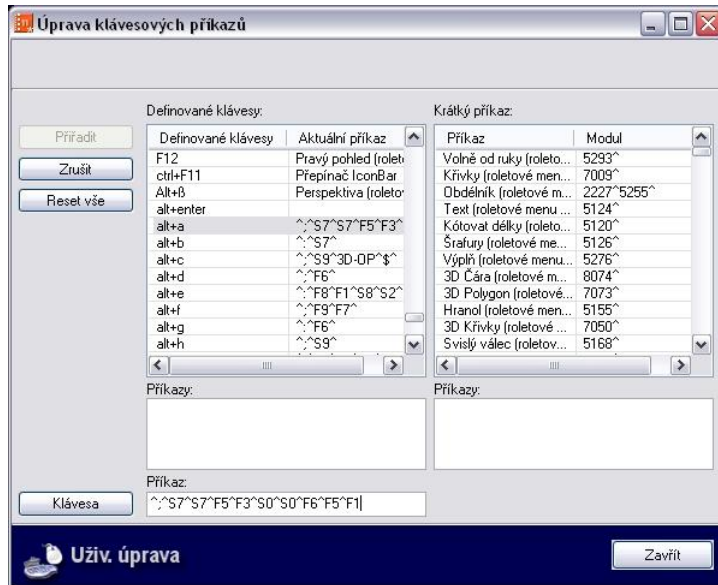 Úprava klávesových příkazů
Definované klávesy:
Krátký příkaz:
Přiřadit
Zrušit
Reset vše
Definované klávesy Aktuální příkaz
F12 Pravý pohled (rolet
ctrl+F11 Přepínač IconBar
Alt+ß Perspektiva (roleto
alt+enter
alt+a ^;^S7^S7^F5^F3^
alt+b ^;^S7^
alt+c ^;^S9^3D-OP^$^
alt+d ^;^F6^
alt+e ^;^F8^F1^S8^S2^
alt+f ^;^F9^F7^
alt+g ^;^F6^
alt+h ^;^S9^
Příkaz Modul
Volně od ruky (roleto... 5293^
Křivky (roletové men... 7009^
Obdélník (roletové m... 2227^5255^
Text (roletové menu ... 5124^
Kótovat délky (roleto... 5120^
Šrafury (roletové me... 5126^
Výplň (roletové menu... 5276^
3D Čára (roletové m... 8074^
3D Polygon (roletové... 7073^
Hranol (roletové men... 5155^
3D Křivky (roletové ... 7050^
Svislý válec (roletov... 5168^
Příkazy:
Příkazy:
Příkaz:
Klávesa
^;^S7^S7^F5^F3^S0^S0^F6^F5^F1
Uživ. úprava
Zavřít